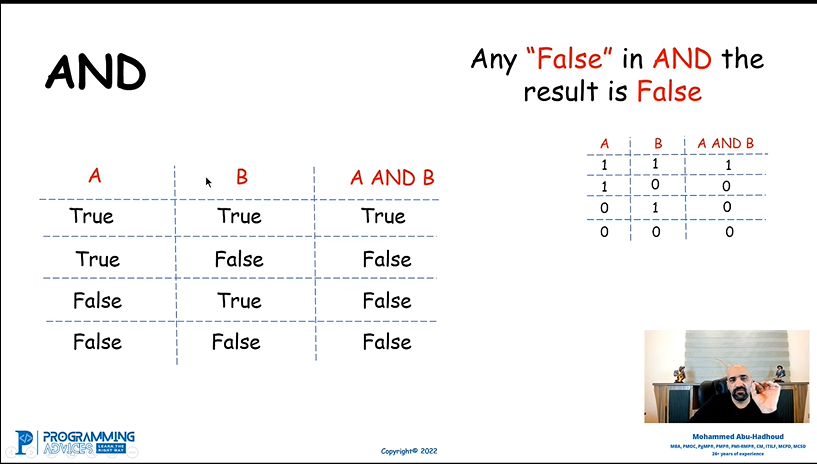 AND
Any “False” in AND the
result is False
A B A AND B
True True True
True False False
False True False
False False False
A B A AND B
1 1 1
1 0 0
0 1 0
0 0 0
Mohammed Abu-Hadhoud
MBA, PMOC, PgMP®, PMP®, PMI-RMP®, CM, ITILF, MCPD, MCSD
26+ years of experience
PROGRAMMING
ADVICES LEARN THE
RIGHT WAY
Copyright© 2022